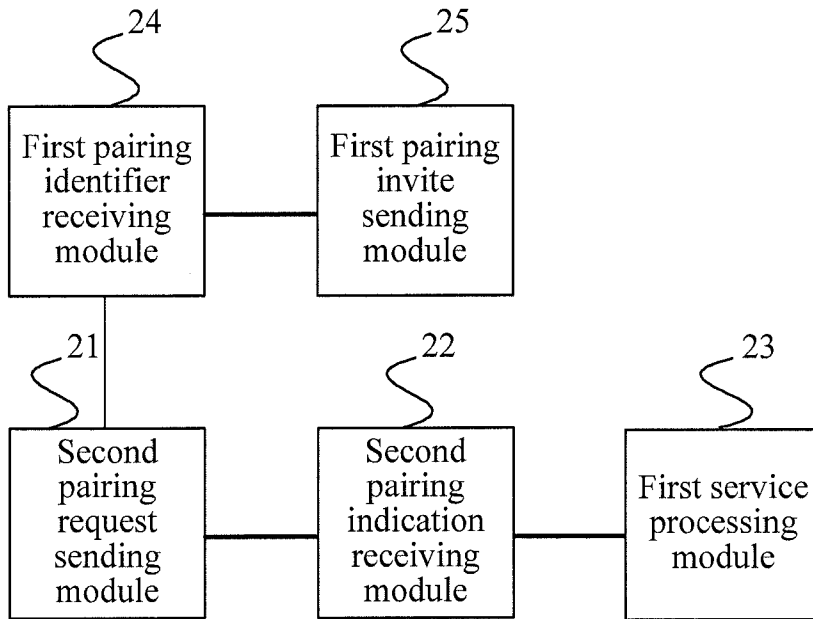 24
25
First pairing
identifier
receiving
module
First pairing
invite
sending
module
21
22
23
Second
pairing
request
sending
module
Second
pairing
indication
receiving
module
First service
processing
module